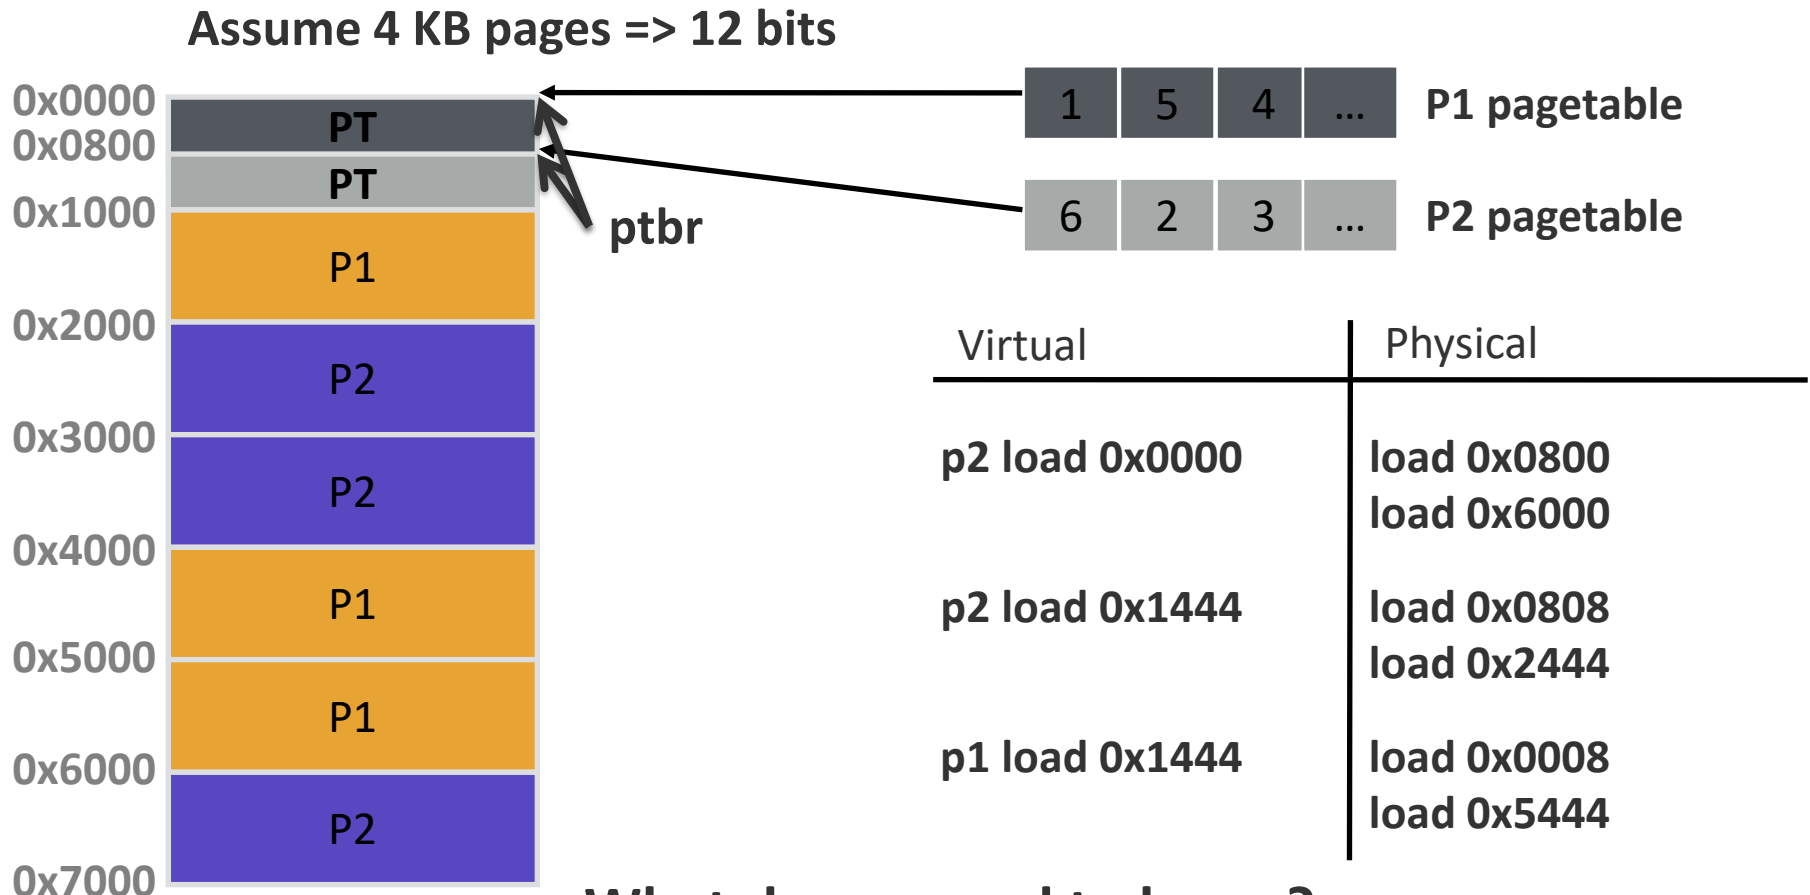 Assume 4 KB pages => 12 bits
0x0000
0x0800
0x1000
0x2000
0x3000
0x4000
0x5000
0x6000
0x7000
PT
PT
P1
P2
P2
P1
P1
P2
ptbr
1 5 4 ... P1 pagetable
6 2 3 ... P2 pagetable
Virtual Physical
p2 load 0x0000 load 0x0800
load 0x6000
p2 load 0x1444 load 0x0808
load 0x2444
p1 load 0x1444 load 0x0008
load 0x5444